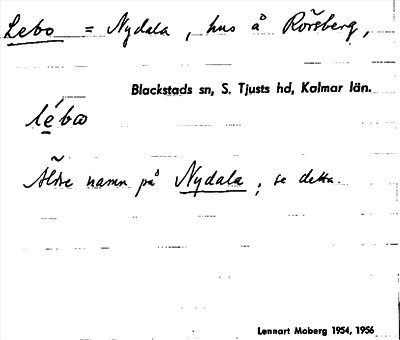 Lebo = Nydala, hus å Rörsberg,
Blackstads sn, S. Tjusts hd, Kalmar län.
Äldre namn på Nydala, se detta.
Lennart Moberg 1954, 1956